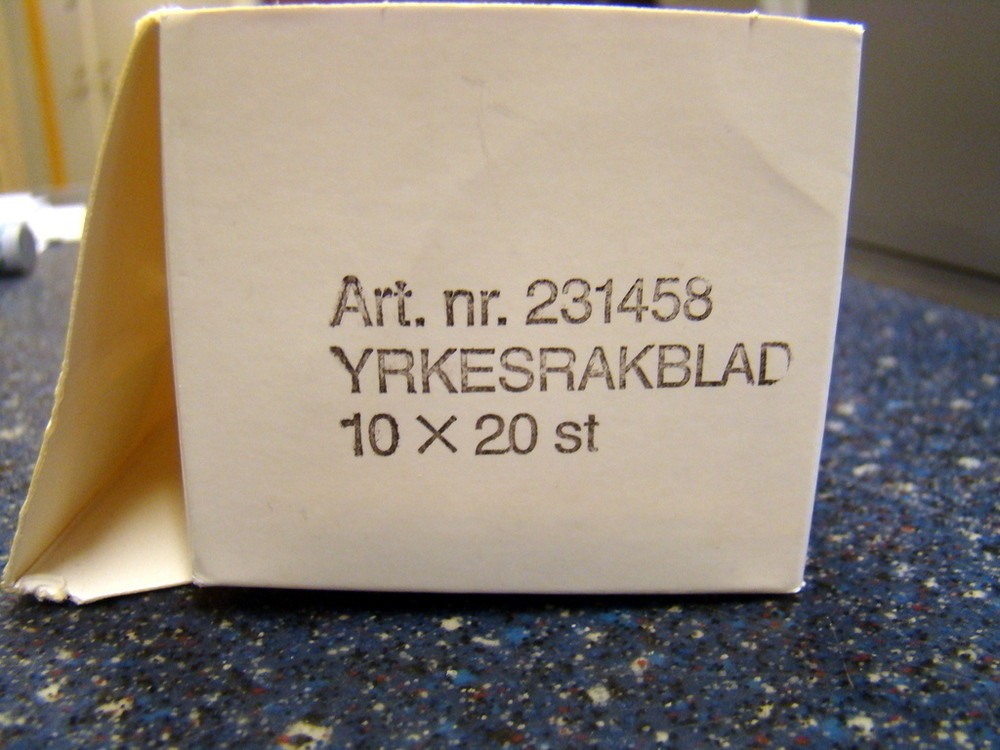 Art. nr. 231458
YRKESRAKBLAD
10 X 20 st